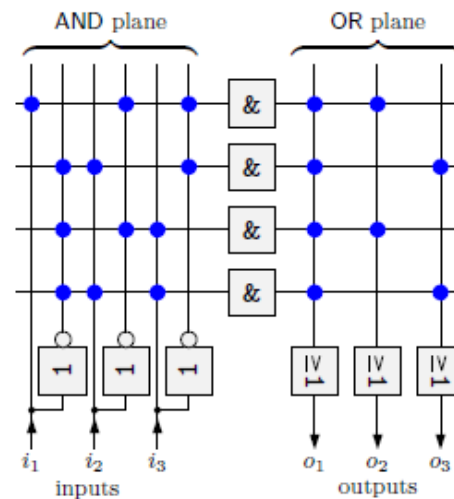 AND plane OR plane
&
&
&
&
1 1 1 ≥1 ≥1 ≥1
i₁ i₂ i₃ o₁ o₂ o₃
inputs outputs